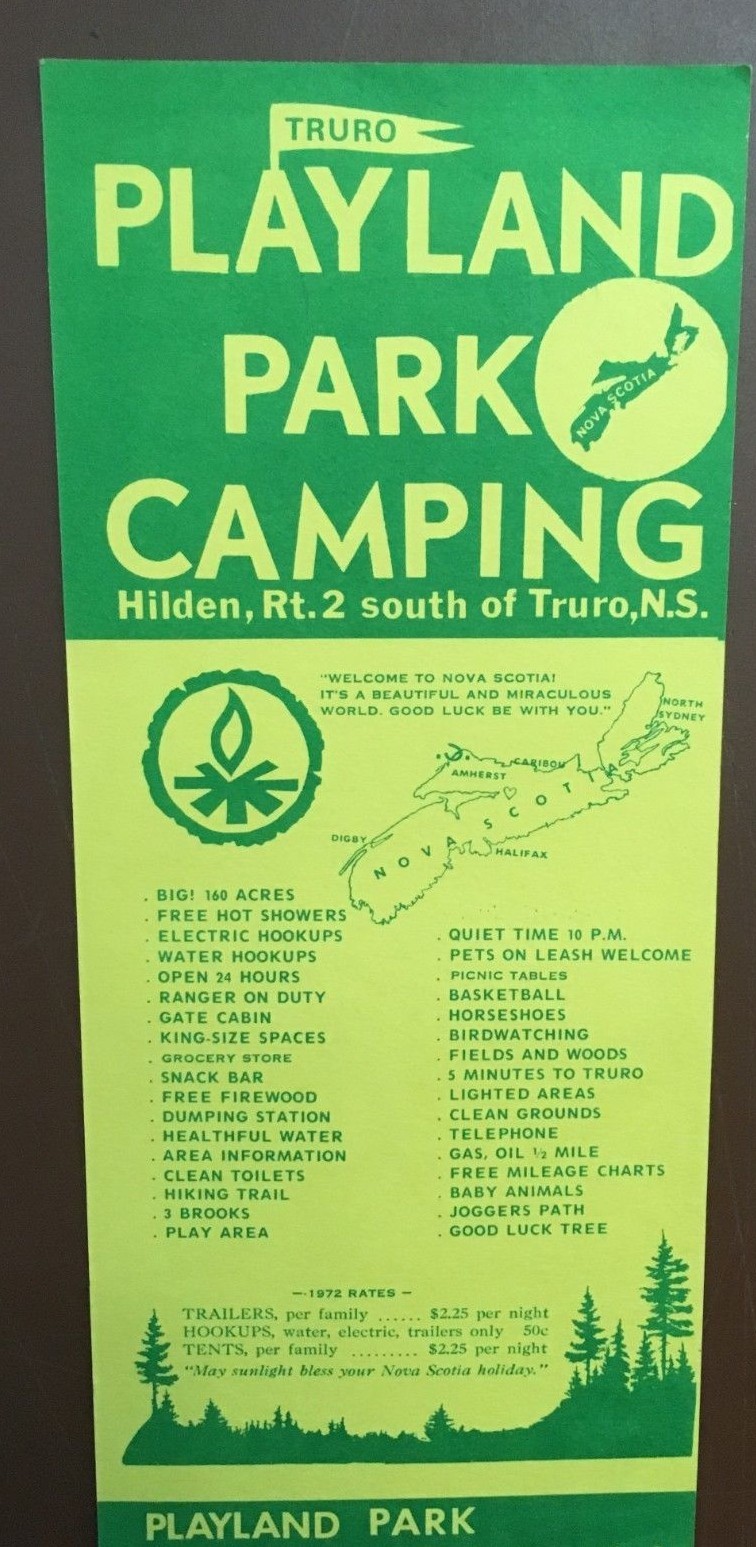 TRURO
PLAYLAND
PARK
NOVA SCOTIA
CAMPING
Hilden, Rt. 2 south of Truro, N.S.
"WELCOME TO NOVA SCOTIA!
IT'S A BEAUTIFUL AND MIRACULOUS
WORLD. GOOD LUCK BE WITH YOU."
NORTH
SYDNEY
CARIBOU
AMHERST
NOVA SCOTIA
DIGBY
HALIFAX
. BIG! 160 ACRES
. FREE HOT SHOWERS
. ELECTRIC HOOKUPS
. WATER HOOKUPS
. OPEN 24 HOURS
. RANGER ON DUTY
. GATE CABIN
. KING-SIZE SPACES
. GROCERY STORE
. SNACK BAR
. FREE FIREWOOD
. DUMPING STATION
. HEALTHFUL WATER
. AREA INFORMATION
. CLEAN TOILETS
. HIKING TRAIL
. 3 BROOKS
. PLAY AREA
. QUIET TIME 10 P.M.
. PETS ON LEASH WELCOME
. PICNIC TABLES
. BASKETBALL
. HORSESHOES
. BIRDWATCHING
. FIELDS AND WOODS
. 5 MINUTES TO TRURO
. LIGHTED AREAS
. CLEAN GROUNDS
. TELEPHONE
. GAS, OIL ½ MILE
. FREE MILEAGE CHARTS
. BABY ANIMALS
. JOGGERS PATH
. GOOD LUCK TREE
— 1972 RATES —
TRAILERS, per family ...... $2.25 per night
HOOKUPS, water, electric, trailers only 50c
TENTS, per family ......... $2.25 per night
"May sunlight bless your Nova Scotia holiday."
PLAYLAND PARK